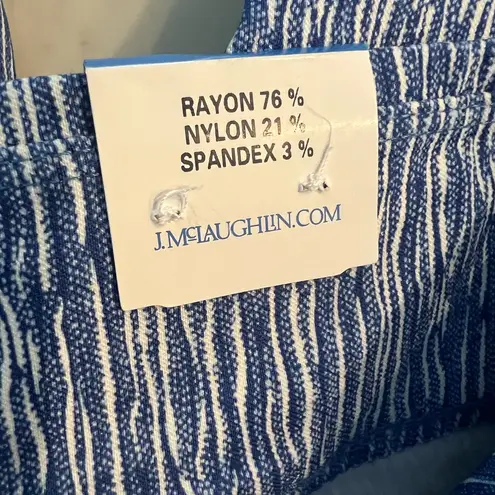 RAYON 76 %
NYLON 21 %
SPANDEX 3 %
J.McLAUGHLIN.COM